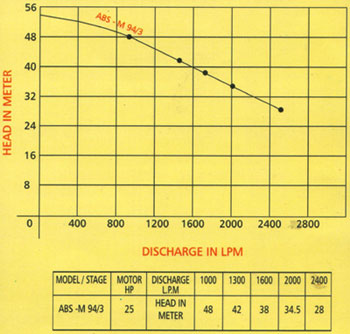 56
48
40
32
24
16
8
HEAD IN METER
ABS - M 94/3
0 400 800 1200 1600 2000 2400 2800
DISCHARGE IN LPM
MODEL / STAGE MOTOR HP DISCHARGE L.P.M 1000 1300 1600 2000 2400
ABS -M 94/3 25 HEAD IN METER 48 42 38 34.5 28